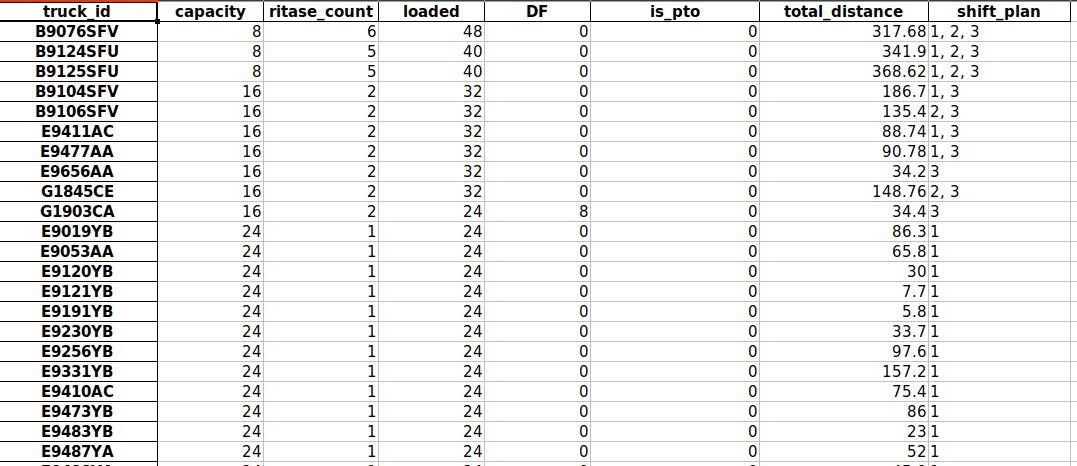 truck_id capacity ritase_count loaded DF is_pto total_distance shift_plan
B9076SFV 8 6 48 0 0 317.68 1, 2, 3
B9124SFU 8 5 40 0 0 341.9 1, 2, 3
B9125SFU 8 5 40 0 0 368.62 1, 2, 3
B9104SFV 16 2 32 0 0 186.7 1, 3
B9106SFV 16 2 32 0 0 135.4 2, 3
E9411AC 16 2 32 0 0 88.74 1, 3
E9477AA 16 2 32 0 0 90.78 1, 3
E9656AA 16 2 32 0 0 34.2 3
G1845CE 16 2 32 0 0 148.76 2, 3
G1903CA 16 2 24 8 0 34.4 3
E9019YB 24 1 24 0 0 86.3 1
E9053AA 24 1 24 0 0 65.8 1
E9120YB 24 1 24 0 0 30 1
E9121YB 24 1 24 0 0 7.7 1
E9191YB 24 1 24 0 0 5.8 1
E9230YB 24 1 24 0 0 33.7 1
E9256YB 24 1 24 0 0 97.6 1
E9331YB 24 1 24 0 0 157.2 1
E9410AC 24 1 24 0 0 75.4 1
E9473YB 24 1 24 0 0 86 1
E9483YB 24 1 24 0 0 23 1
E9487YA 24 1 24 0 0 52 1